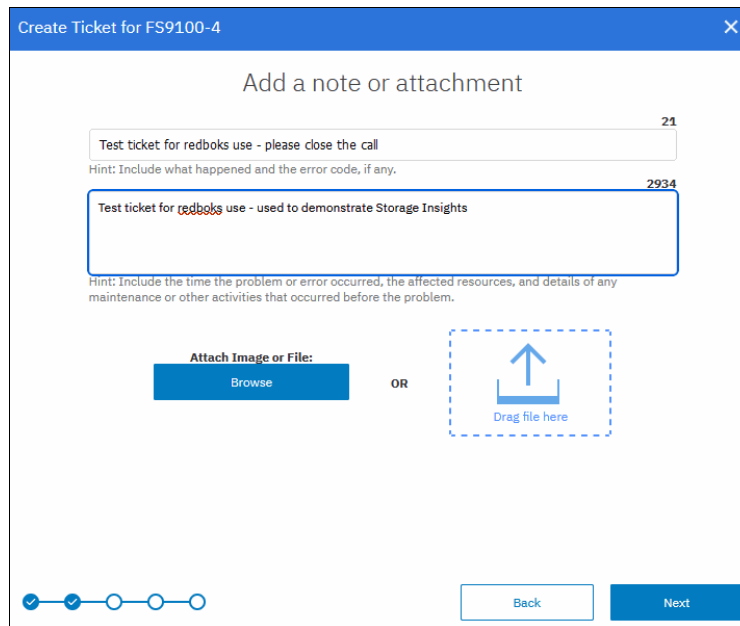 Create Ticket for FS9100-4
Add a note or attachment
21
Test ticket for redboks use - please close the call
Hint: Include what happened and the error code, if any.
2934
Test ticket for redboks use - used to demonstrate Storage Insights
Hint: Include the time the problem or error occurred, the affected resources, and details of any
maintenance or other activities that occurred before the problem.
Attach Image or File:
Browse
OR
Drag file here
Back
Next